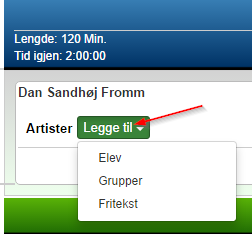 Lengde: 120 Min.
Tid igjen: 2:00:00
Dan Sandhøj Fromm
Artister Legge til
Elev
Grupper
Fritekst